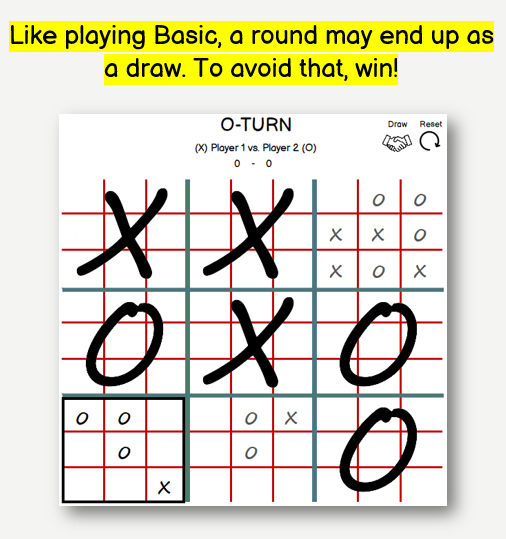 Like playing Basic, a round may end up as
a draw. To avoid that, win!
O-TURN
Draw Reset
(X) Player 1 vs. Player 2 (O)
0 - 0
X X
O O
X X O
X O X
O X O
O O
O
X
O X
O
O